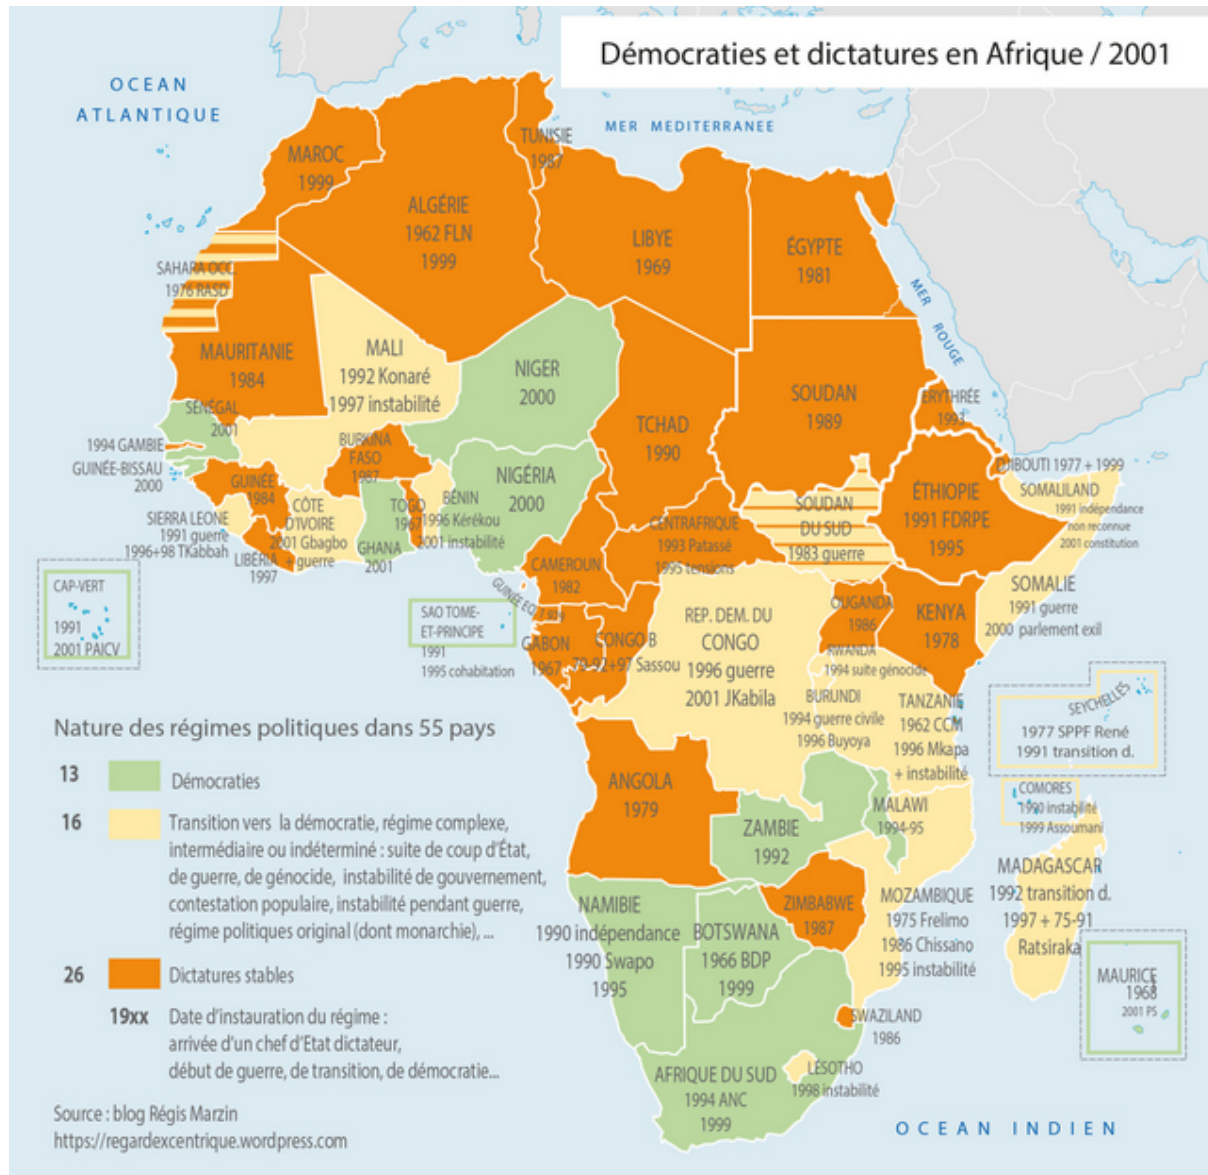 Démocraties et dictatures en Afrique / 2001
OCEAN
ATLANTIQUE
MER MEDITERRANEE
MER ROUGE
MAROC
1999
ALGÉRIE
1962 FLN
1999
TUNISIE
1987
LIBYE
1969
ÉGYPTE
1981
SAHARA OCC.
1976 RASD
MAURITANIE
1984
MALI
1992 Konaré
1997 instabilité
NIGER
2000
TCHAD
1990
SOUDAN
1989
ERYTHRÉE
1993
SÉNÉGAL
2001
1994 GAMBIE
GUINÉE-BISSAU
2000
GUINÉE
1984
SIERRA LEONE
1991 guerre
1996+98 TKabbah
LIBÉRIA
1997
CÔTE
D'IVOIRE
2001 Gbagbo
+ guerre
BURKINA
FASO
1987
GHANA
2001
TOGO
1967
BÉNIN
1996 Kérékou
2001 instabilité
NIGÉRIA
2000
CAMEROUN
1982
CENTRAFRIQUE
1993 Patassé
1995 tensions
SOUDAN
DU SUD
1983 guerre
ÉTHIOPIE
1991 FDRPE
1995
DJIBOUTI 1977 + 1999
SOMALILAND
1991 indépendance
non reconnue
2001 constitution
SOMALIE
1991 guerre
2000 parlement exil
CAP-VERT
1991
2001 PAICV
SAO TOME-
ET-PRINCIPE
1991
1995 cohabitation
GUINÉE EQ. 1979
GABON
1967
CONGO B
79-92+97 Sassou
REP. DEM. DU
CONGO
1996 guerre
2001 JKabila
OUGANDA
1986
KENYA
1978
RWANDA
1994 suite génocide
BURUNDI
1994 guerre civile
1996 Buyoya
TANZANIE
1962 CCM
1996 Mkapa
+ instabilité
SEYCHELLES
1977 SPPF René
1991 transition d.
COMORES
1990 instabilité
1999 Assoumani
ANGOLA
1979
ZAMBIE
1992
MALAWI
1994-95
MOZAMBIQUE
1975 Frelimo
1986 Chissano
1995 instabilité
MADAGASCAR
1992 transition d.
1997 + 75-91
Ratsiraka
ZIMBABWE
1987
NAMIBIE
1990 indépendance
1990 Swapo
1995
BOTSWANA
1966 BDP
1999
MAURICE
1968
2001 PS
SWAZILAND
1986
LÉSOTHO
1998 instabilité
AFRIQUE DU SUD
1994 ANC
1999
OCEAN INDIEN
Nature des régimes politiques dans 55 pays
13 Démocraties
16 Transition vers la démocratie, régime complexe,
intermédiaire ou indéterminé : suite de coup d'État,
de guerre, de génocide, instabilité de gouvernement,
contestation populaire, instabilité pendant guerre,
régime politiques original (dont monarchie), ...
26 Dictatures stables
19xx Date d'instauration du régime :
arrivée d'un chef d'Etat dictateur,
début de guerre, de transition, de démocratie...
Source : blog Régis Marzin
https://regardexcentrique.wordpress.com